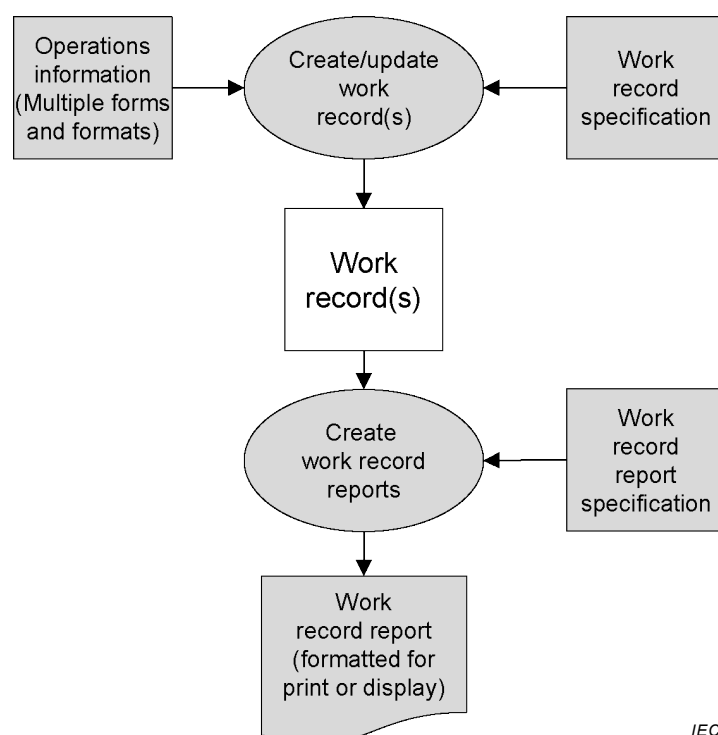 Operations
information
(Multiple forms
and formats)
Create/update
work
record(s)
Work
record
specification
Work
record(s)
Create
work record
reports
Work
record
report
specification
Work
record report
(formatted for
print or display)
IEC